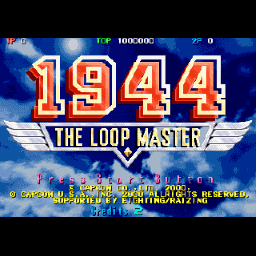 1P 0 TOP 1000000 2P 0
1944
THE LOOP MASTER
Press Start Button
© CAPCOM CO.,LTD. 2000,
© CAPCOM U.S.A., INC. 2000 ALL RIGHTS RESERVED.
SUPPORTED BY EIGHTING/RAIZING
Credits 2